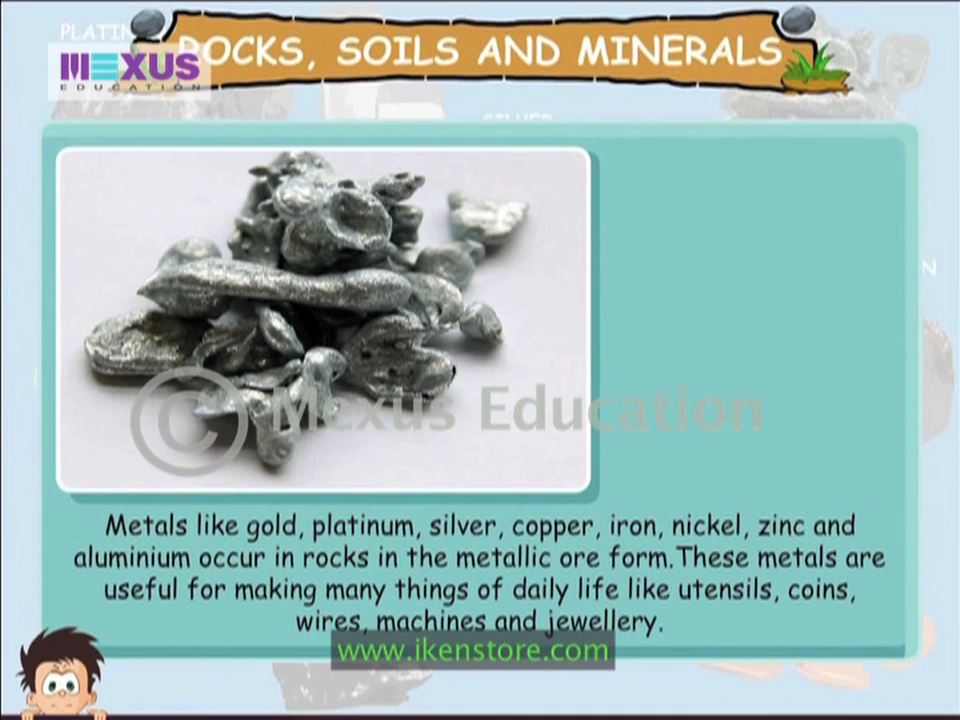 PLATIN
ROCKS, SOILS AND MINERALS
MEXUS
EDUCATION
SILVER
N
© Mexus Education
Metals like gold, platinum, silver, copper, iron, nickel, zinc and
aluminium occur in rocks in the metallic ore form.These metals are
useful for making many things of daily life like utensils, coins,
wires, machines and jewellery.
www.ikenstore.com